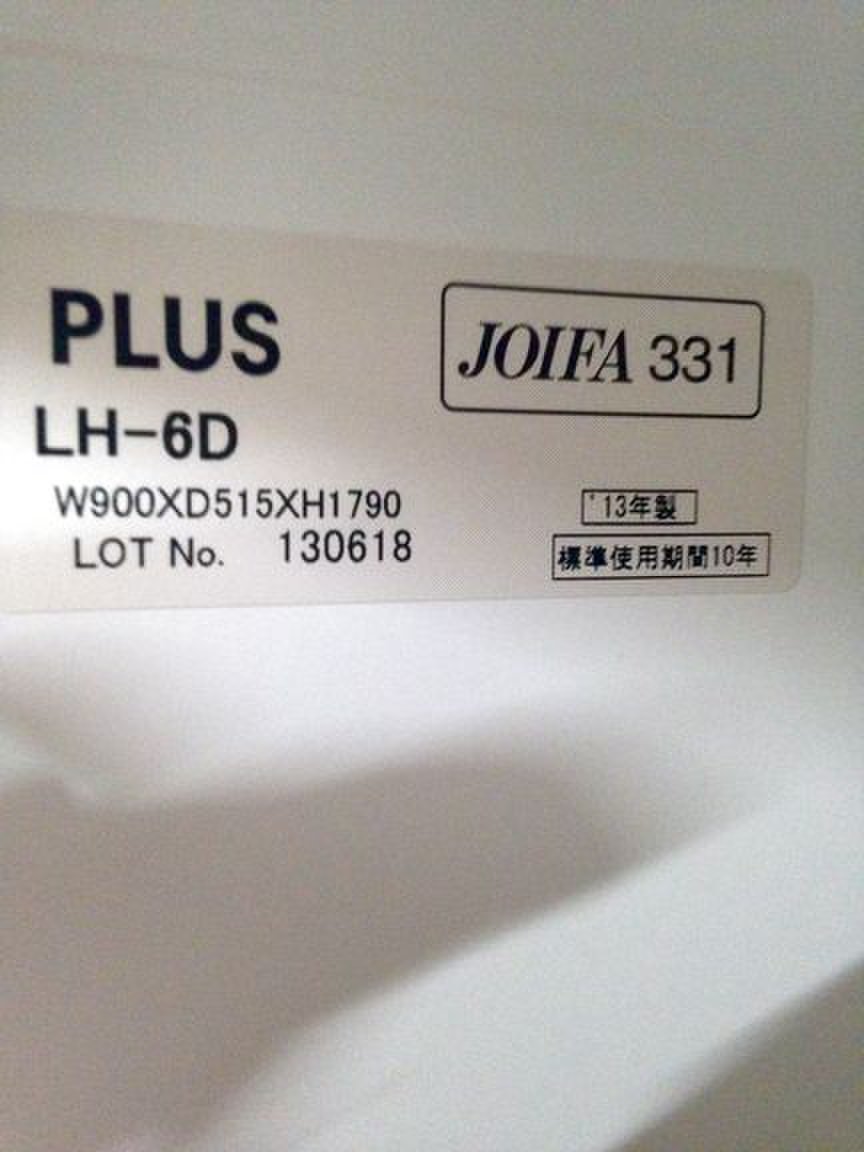 PLUS
JOIFA 331
LH-6D
W900XD515XH1790
'13年製
LOT No. 130618
標準使用期間10年